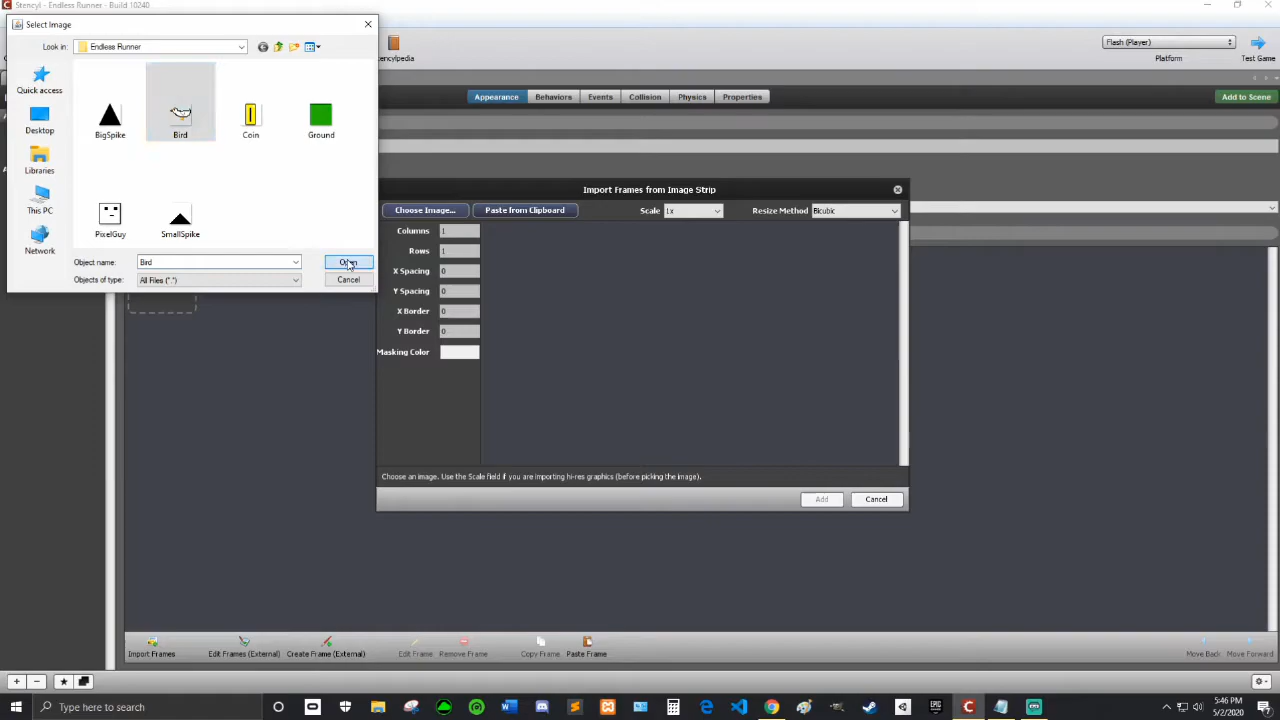 Stencyl - Endless Runner - Build 10240
Select Image
Look in:
Endless Runner
Quick access
Desktop
Libraries
This PC
Network
BigSpike
Bird
Coin
Ground
PixelGuy
SmallSpike
Object name:
Bird
Open
Objects of type:
All Files (*.*)
Cancel
Flash (Player)
Platform
Test Game
Appearance
Behaviors
Events
Collision
Physics
Properties
Add to Scene
Import Frames from Image Strip
Choose Image...
Paste from Clipboard
Scale
1x
Resize Method
Bicubic
Columns
1
Rows
1
X Spacing
0
Y Spacing
0
X Border
0
Y Border
0
Masking Color
Choose an image. Use the Scale field if you are importing hi-res graphics (before picking the image).
Add
Cancel
Import Frames
Edit Frames (External)
Create Frame (External)
Edit Frame
Remove Frame
Copy Frame
Paste Frame
Move Back
Move Forward
Type here to search
5:46 PM
5/2/2020